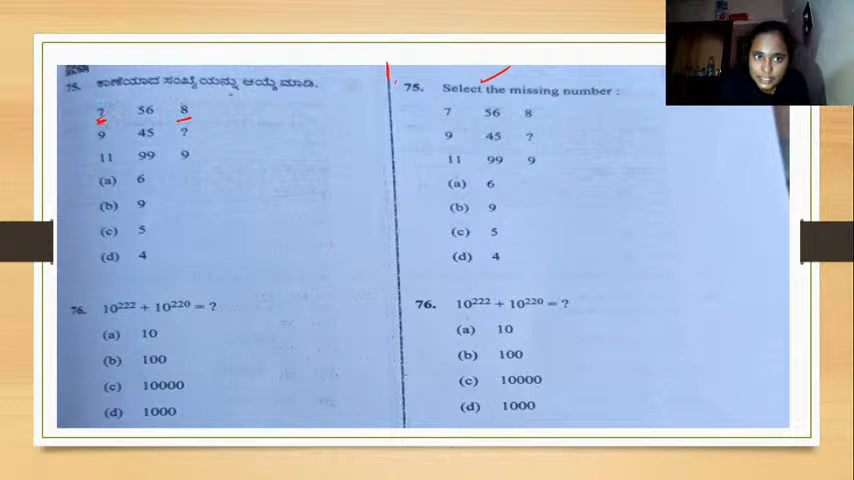 75. ಕಾಣೆಯಾದ ಸಂಖ್ಯೆಯನ್ನು ಆಯ್ಕೆ ಮಾಡಿ.
7 56 8
9 45 ?
11 99 9
(a) 6
(b) 9
(c) 5
(d) 4
76. 10²²² + 10²²⁰ = ?
(a) 10
(b) 100
(c) 10000
(d) 1000
75. Select the missing number :
7 56 8
9 45 ?
11 99 9
(a) 6
(b) 9
(c) 5
(d) 4
76. 10²²² + 10²²⁰ = ?
(a) 10
(b) 100
(c) 10000
(d) 1000